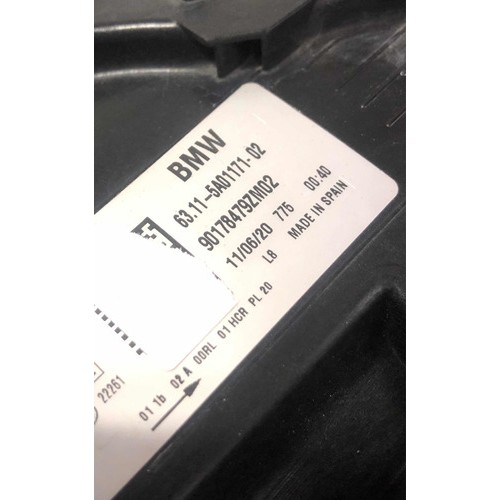 BMW
63.11-5A01171-02
90178479ZM02
11/06/20 775 00:40
L8 MADE IN SPAIN
01 1b 02 A 00RL 01 HCR PL 20
22261